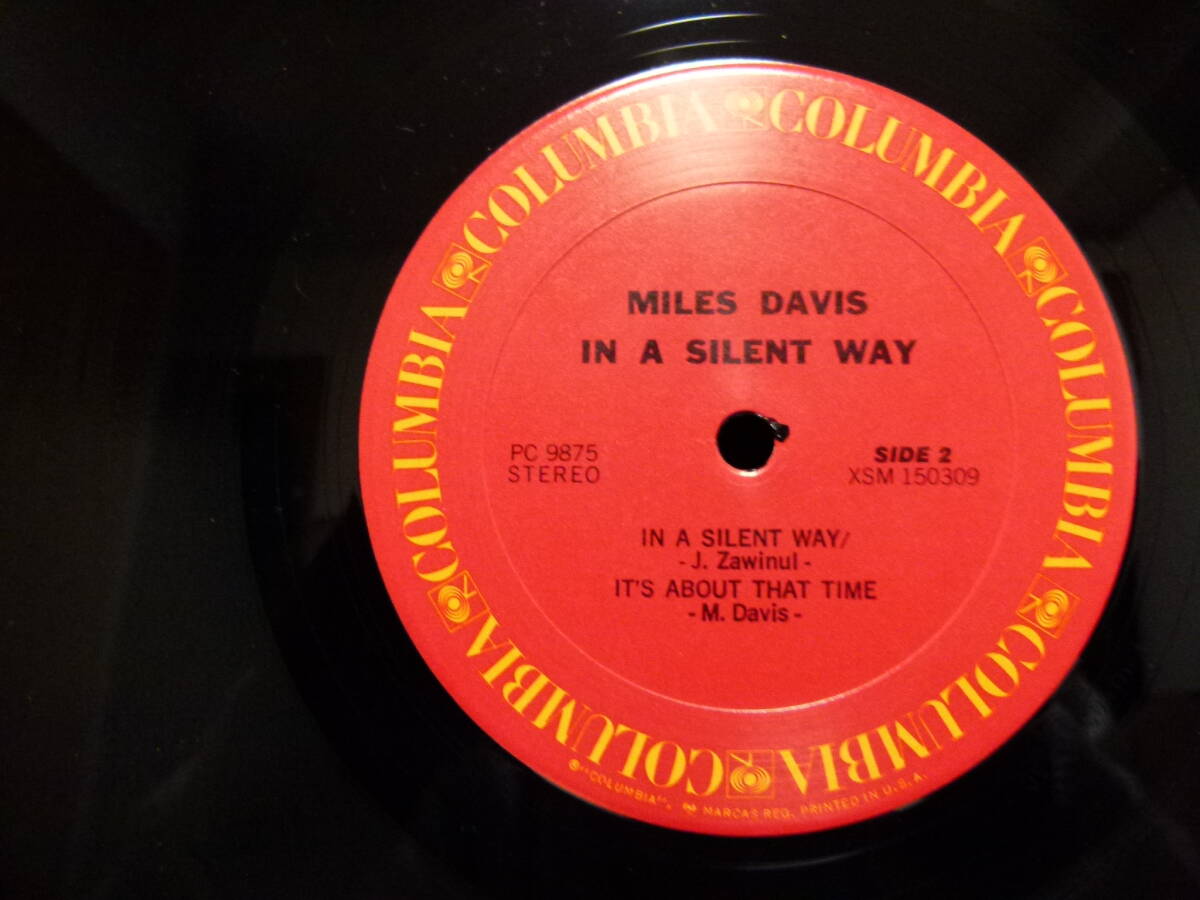 COLUMBIA COLUMBIA COLUMBIA COLUMBIA COLUMBIA COLUMBIA
MILES DAVIS
IN A SILENT WAY
PC 9875
STEREO
SIDE 2
XSM 150309
IN A SILENT WAY/
- J. Zawinul -
IT'S ABOUT THAT TIME
- M. Davis -
® "COLUMBIA", MARCAS REG. PRINTED IN U.S.A.